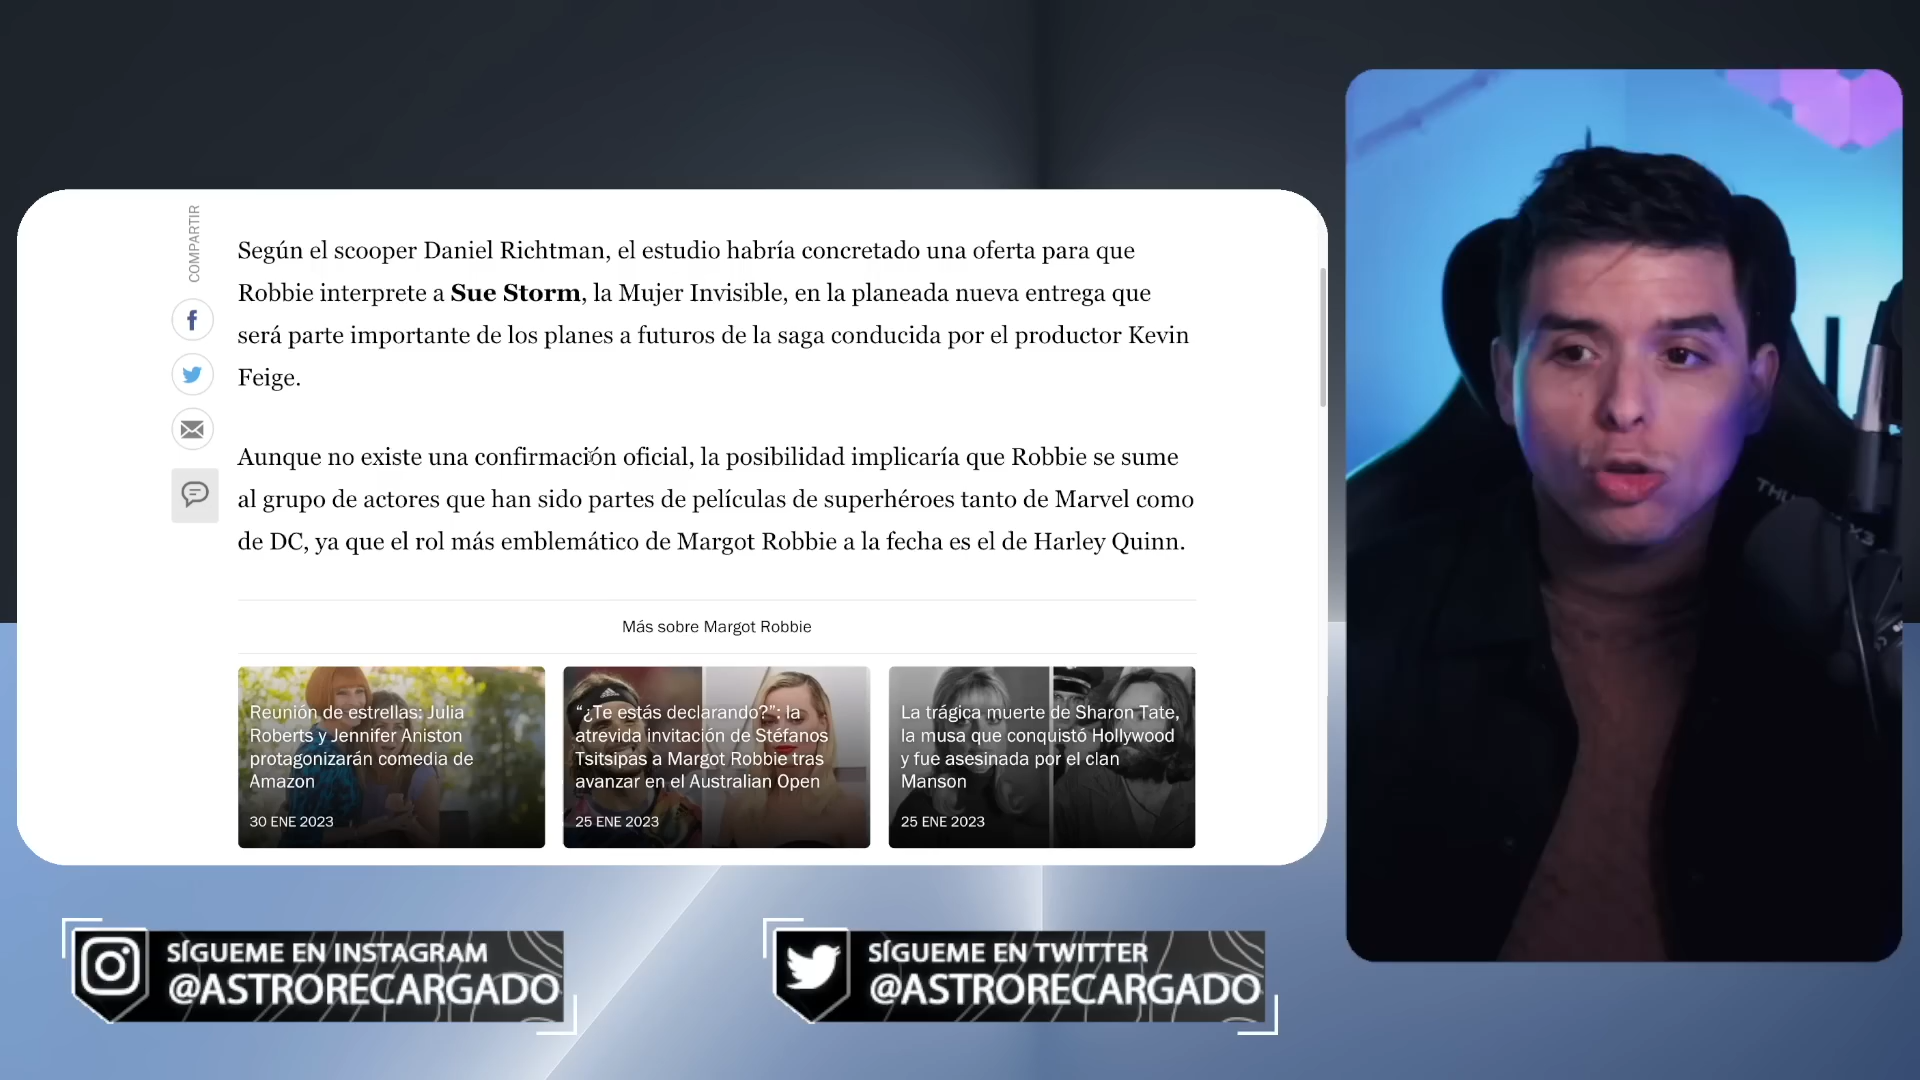 COMPARTIR
Según el scooper Daniel Richtman, el estudio habría concretado una oferta para que
Robbie interprete a Sue Storm, la Mujer Invisible, en la planeada nueva entrega que
será parte importante de los planes a futuros de la saga conducida por el productor Kevin
Feige.
Aunque no existe una confirmación oficial, la posibilidad implicaría que Robbie se sume
al grupo de actores que han sido partes de películas de superhéroes tanto de Marvel como
de DC, ya que el rol más emblemático de Margot Robbie a la fecha es el de Harley Quinn.
Más sobre Margot Robbie
Reunión de estrellas: Julia
Roberts y Jennifer Aniston
protagonizarán comedia de
Amazon
30 ENE 2023
“¿Te estás declarando?”: la
atrevida invitación de Stéfanos
Tsitsipas a Margot Robbie tras
avanzar en el Australian Open
25 ENE 2023
La trágica muerte de Sharon Tate,
la musa que conquistó Hollywood
y fue asesinada por el clan
Manson
25 ENE 2023
SÍGUEME EN INSTAGRAM
@ASTRORECARGADO
SÍGUEME EN TWITTER
@ASTRORECARGADO